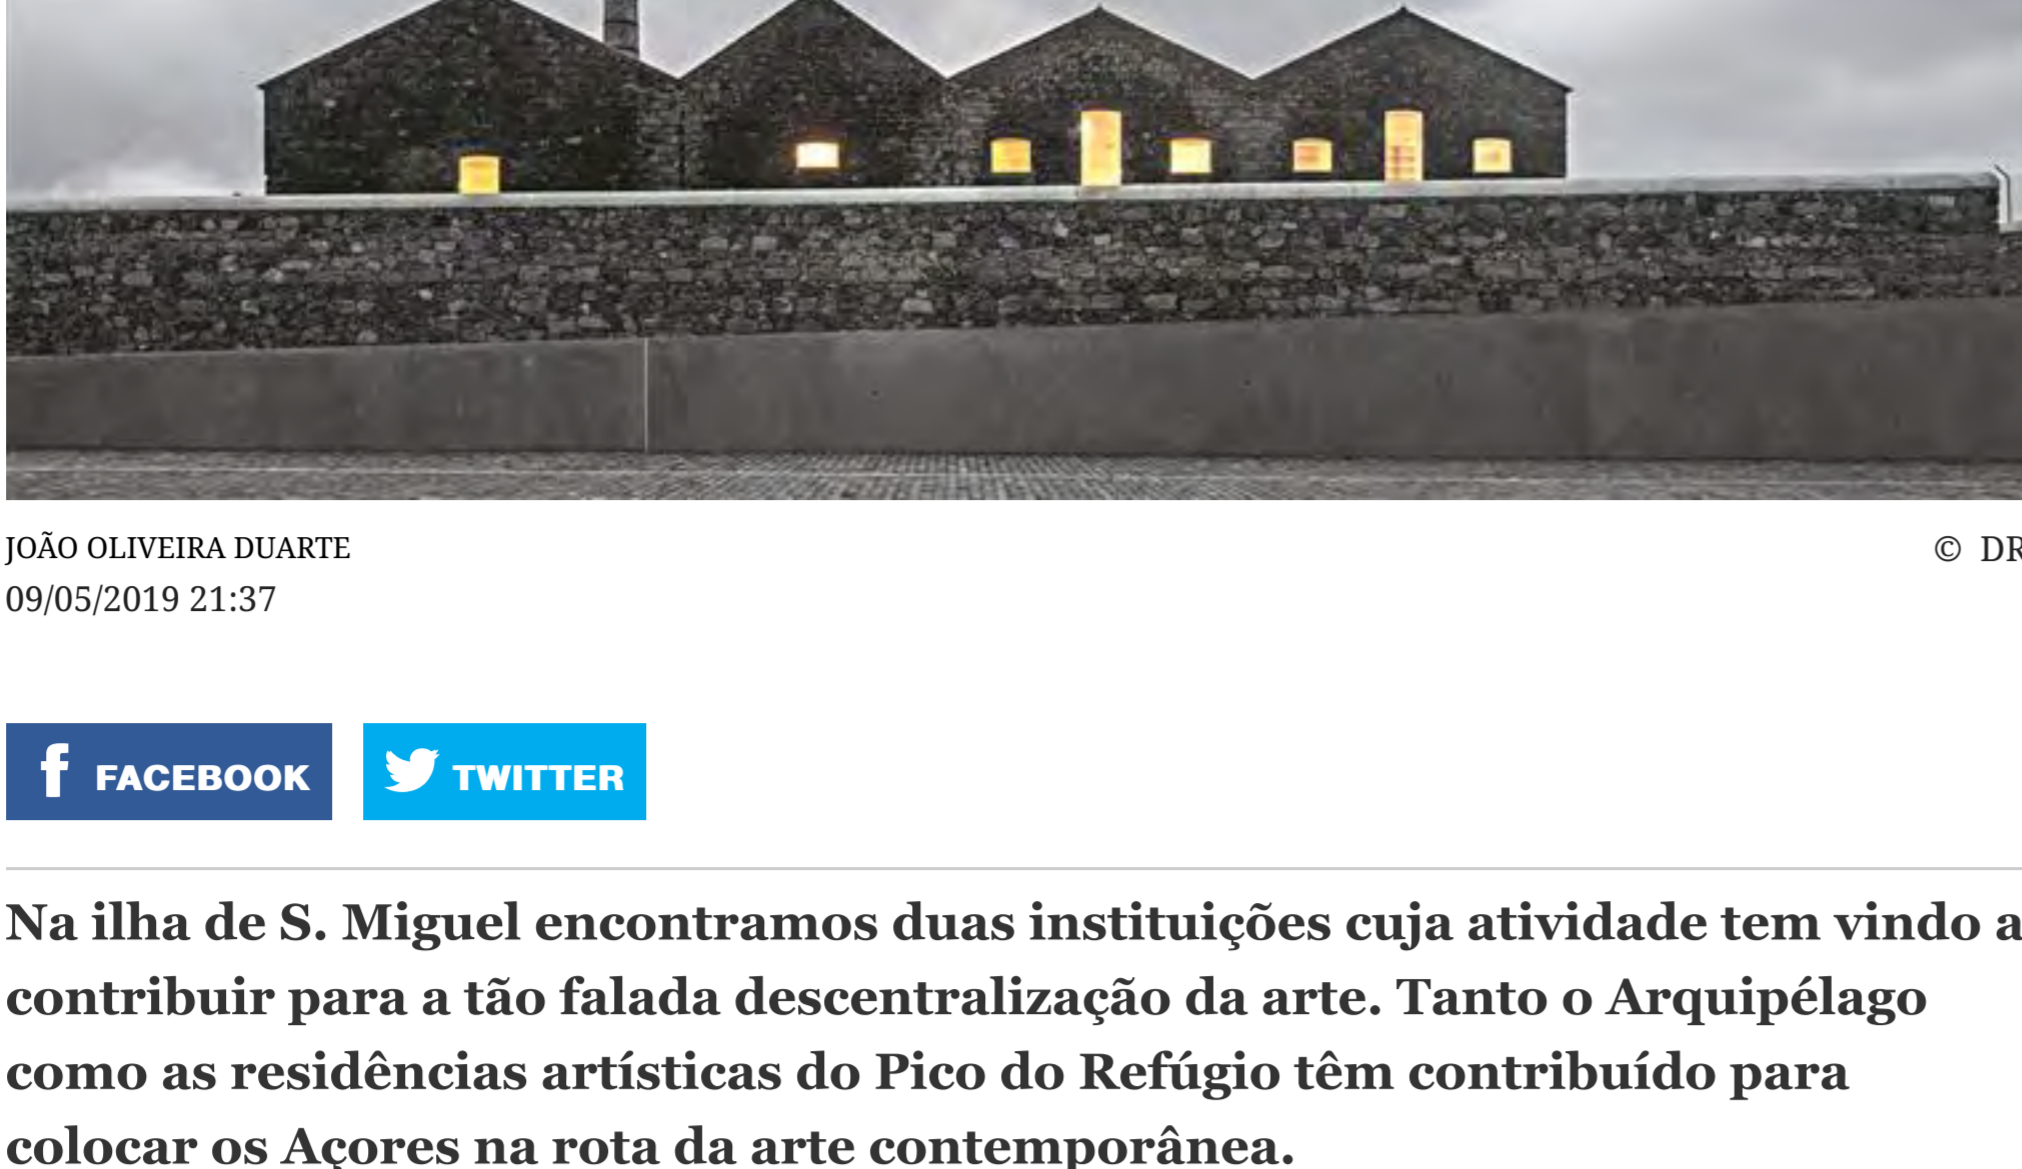 JOÃO OLIVEIRA DUARTE
© DR
09/05/2019 21:37
FACEBOOK
TWITTER
Na ilha de S. Miguel encontramos duas instituições cuja atividade tem vindo a
contribuir para a tão falada descentralização da arte. Tanto o Arquipélago
como as residências artísticas do Pico do Refúgio têm contribuído para
colocar os Açores na rota da arte contemporânea.